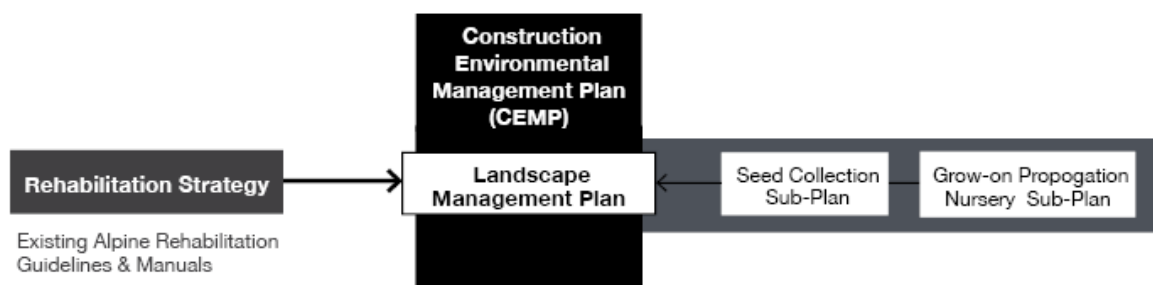 Construction
Environmental
Management Plan
(CEMP)
Rehabilitation Strategy
Landscape
Management Plan
Seed Collection
Sub-Plan
Grow-on Propogation
Nursery Sub-Plan
Existing Alpine Rehabilitation
Guidelines & Manuals